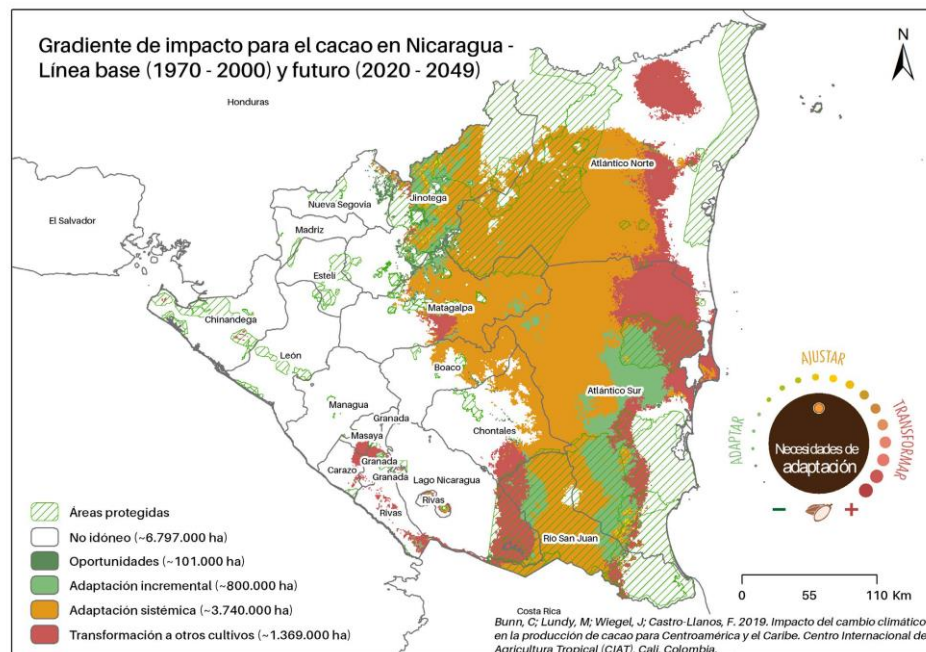 Gradiente de impacto para el cacao en Nicaragua -
Línea base (1970 - 2000) y futuro (2020 - 2049)
N
Honduras
El Salvador
Atlántico Norte
Nueva Segovia
Jinotega
Madriz
Estelí
Chinandega
Matagalpa
León
Boaco
Atlántico Sur
Managua
Granada
Masaya
Chontales
Carazo
Granada
Granada
Lago Nicaragua
Rivas
Rivas
Río San Juan
Costa Rica
ADAPTAR
AJUSTAR
TRANSFORMAR
Necesidades de
adaptación
- +
Áreas protegidas
No idóneo (~6.797.000 ha)
Oportunidades (~101.000 ha)
Adaptación incremental (~800.000 ha)
Adaptación sistémica (~3.740.000 ha)
Transformación a otros cultivos (~1.369.000 ha)
0 55 110 Km
Bunn, C; Lundy, M; Wiegel, J; Castro-Llanos, F. 2019. Impacto del cambio climático
en la producción de cacao para Centroamérica y el Caribe. Centro Internacional de
Agricultura Tropical (CIAT). Cali, Colombia.